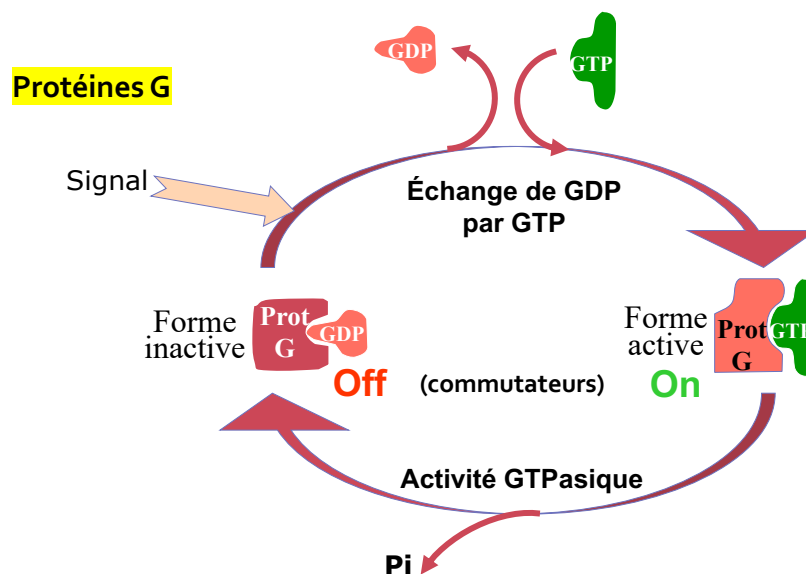 Protéines G
GDP
GTP
Signal
Échange de GDP
par GTP
Forme
inactive
Prot
G
GDP
Off
(commutateurs)
Forme
active
On
Prot
G
GTP
Activité GTPasique
Pi